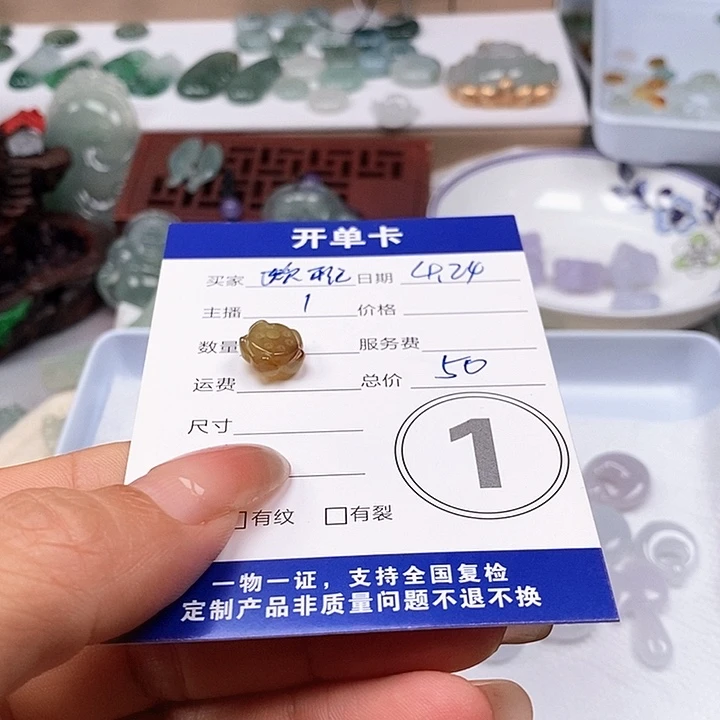 开单卡
买家 日期 4.24
主播 1 价格
数量 服务费
运费 总价 50
尺寸
1
有纹 有裂
一物一证，支持全国复检
定制产品非质量问题不退不换